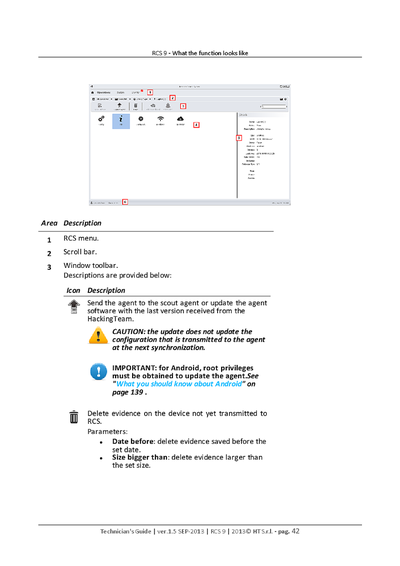 RCS 9 - What the function looks like
Area Description
1 RCS menu.
2 Scroll bar.
3 Window toolbar.
Descriptions are provided below:
Icon Description
Send the agent to the scout agent or update the agent
software with the last version received from the
HackingTeam.
CAUTION: the update does not update the
configuration that is transmitted to the agent
at the next synchronization.
IMPORTANT: for Android, root privileges
must be obtained to update the agent.See
"What you should know about Android" on
page 139 .
Delete evidence on the device not yet transmitted to
RCS.
Parameters:
• Date before: delete evidence saved before the
set date.
• Size bigger than: delete evidence larger than
the set size.
Technician's Guide | ver.1.5 SEP-2013 | RCS 9 | 2013© HT S.r.l. - pag. 42